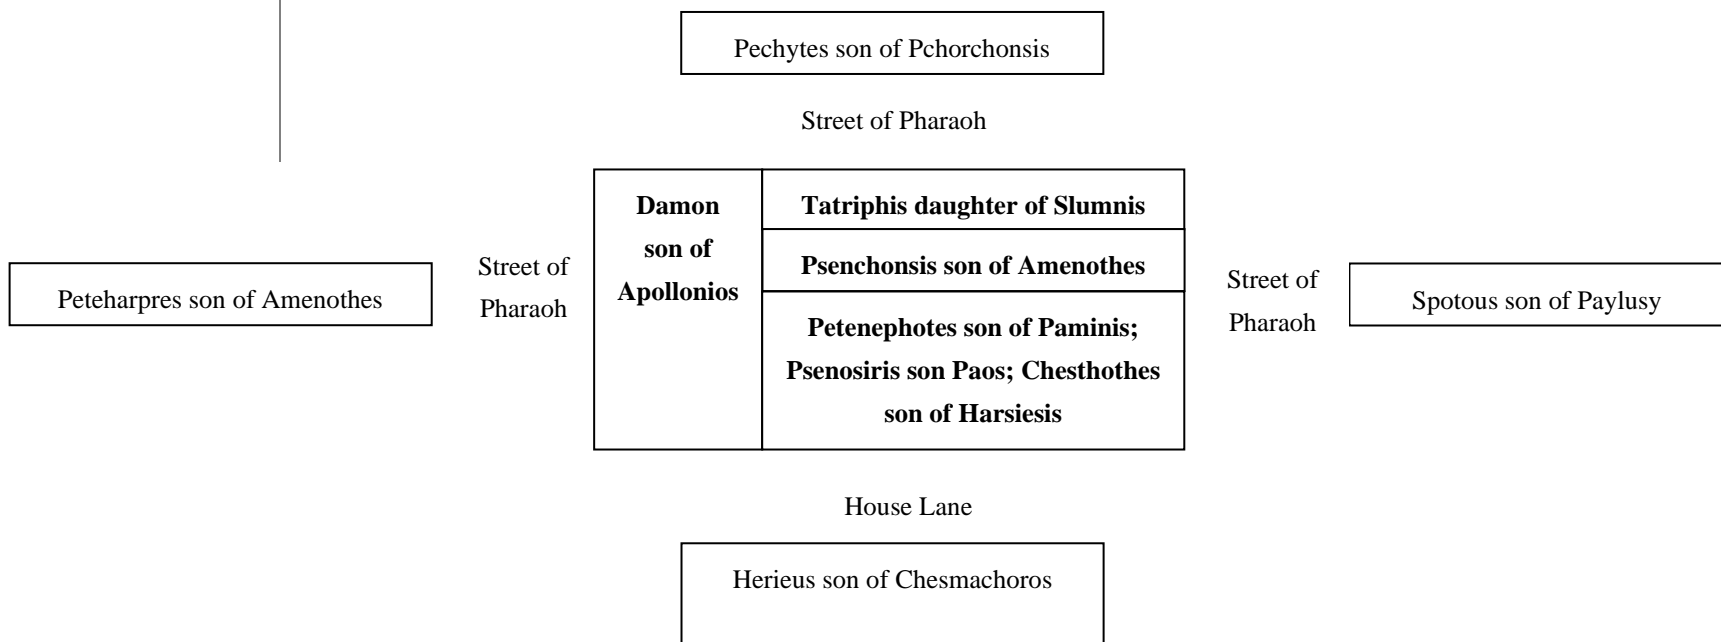 Pechytes son of Pchorchonsis
Street of Pharaoh
Damon
son of
Apollonios
Tatriphis daughter of Slumnis
Psenchonsis son of Amenothes
Petenephotes son of Paminis;
Psenosiris son Paos; Chesthothes
son of Harsiesis
Peteharpres son of Amenothes
Street of
Pharaoh
Street of
Pharaoh
Spotous son of Paylusy
House Lane
Herieus son of Chesmachoros